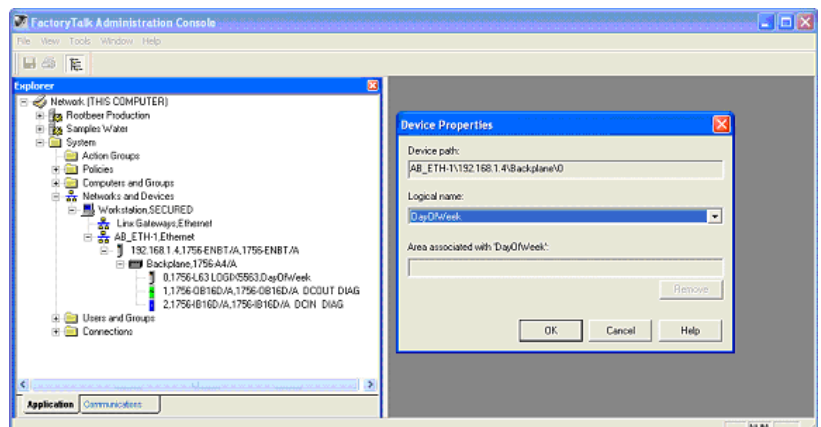 FactoryTalk Administration Console
File View Tools Window Help
Explorer
Network (THIS COMPUTER)
Rootbeer Production
Samples Water
System
Action Groups
Policies
Computers and Groups
Networks and Devices
Workstation,SECURED
Linx Gateways,Ethernet
AB_ETH-1,Ethernet
192.168.1.4,1756-ENBT/A,1756-ENBT/A
Backplane,1756-A4/A
0,1756-L63 LOGIX5563,DayOfWeek
1,1756-OB16D/A,1756-OB16D/A DCOUT DIAG
2,1756-IB16D/A,1756-IB16D/A DCIN DIAG
Users and Groups
Connections
Application Communications
Device Properties
Device path:
AB_ETH-1\192.168.1.4\Backplane\0
Logical name:
DayOfWeek
Area associated with 'DayOfWeek':
Remove
OK Cancel Help